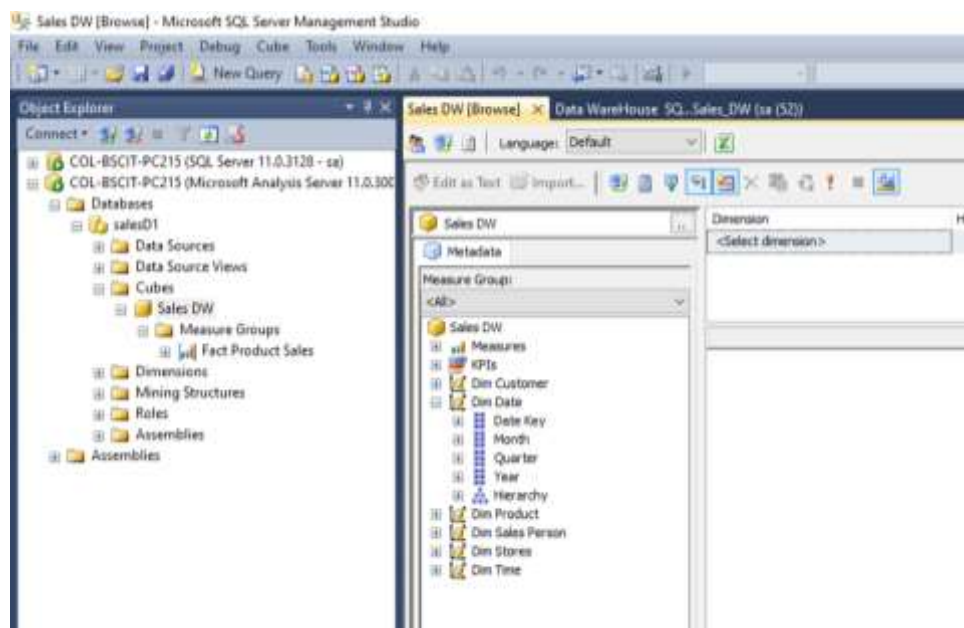 Sales DW [Browse] - Microsoft SQL Server Management Studio
File Edit View Project Debug Cube Tools Window Help
New Query
Object Explorer
Connect
COL-BSCIT-PC215 (SQL Server 11.0.3128 - sa)
COL-BSCIT-PC215 (Microsoft Analysis Server 11.0.300
Databases
salesD1
Data Sources
Data Source Views
Cubes
Sales DW
Measure Groups
Fact Product Sales
Dimensions
Mining Structures
Roles
Assemblies
Assemblies
Sales DW [Browse] Data WareHouse SQ...Sales_DW (sa (52))
Language: Default
Edit as Text Import...
Sales DW
...
Metadata
Measure Group:
<All>
Sales DW
Measures
KPIs
Dim Customer
Dim Date
Date Key
Month
Quarter
Year
Hierarchy
Dim Product
Dim Sales Person
Dim Stores
Dim Time
Dimension H
<Select dimension>